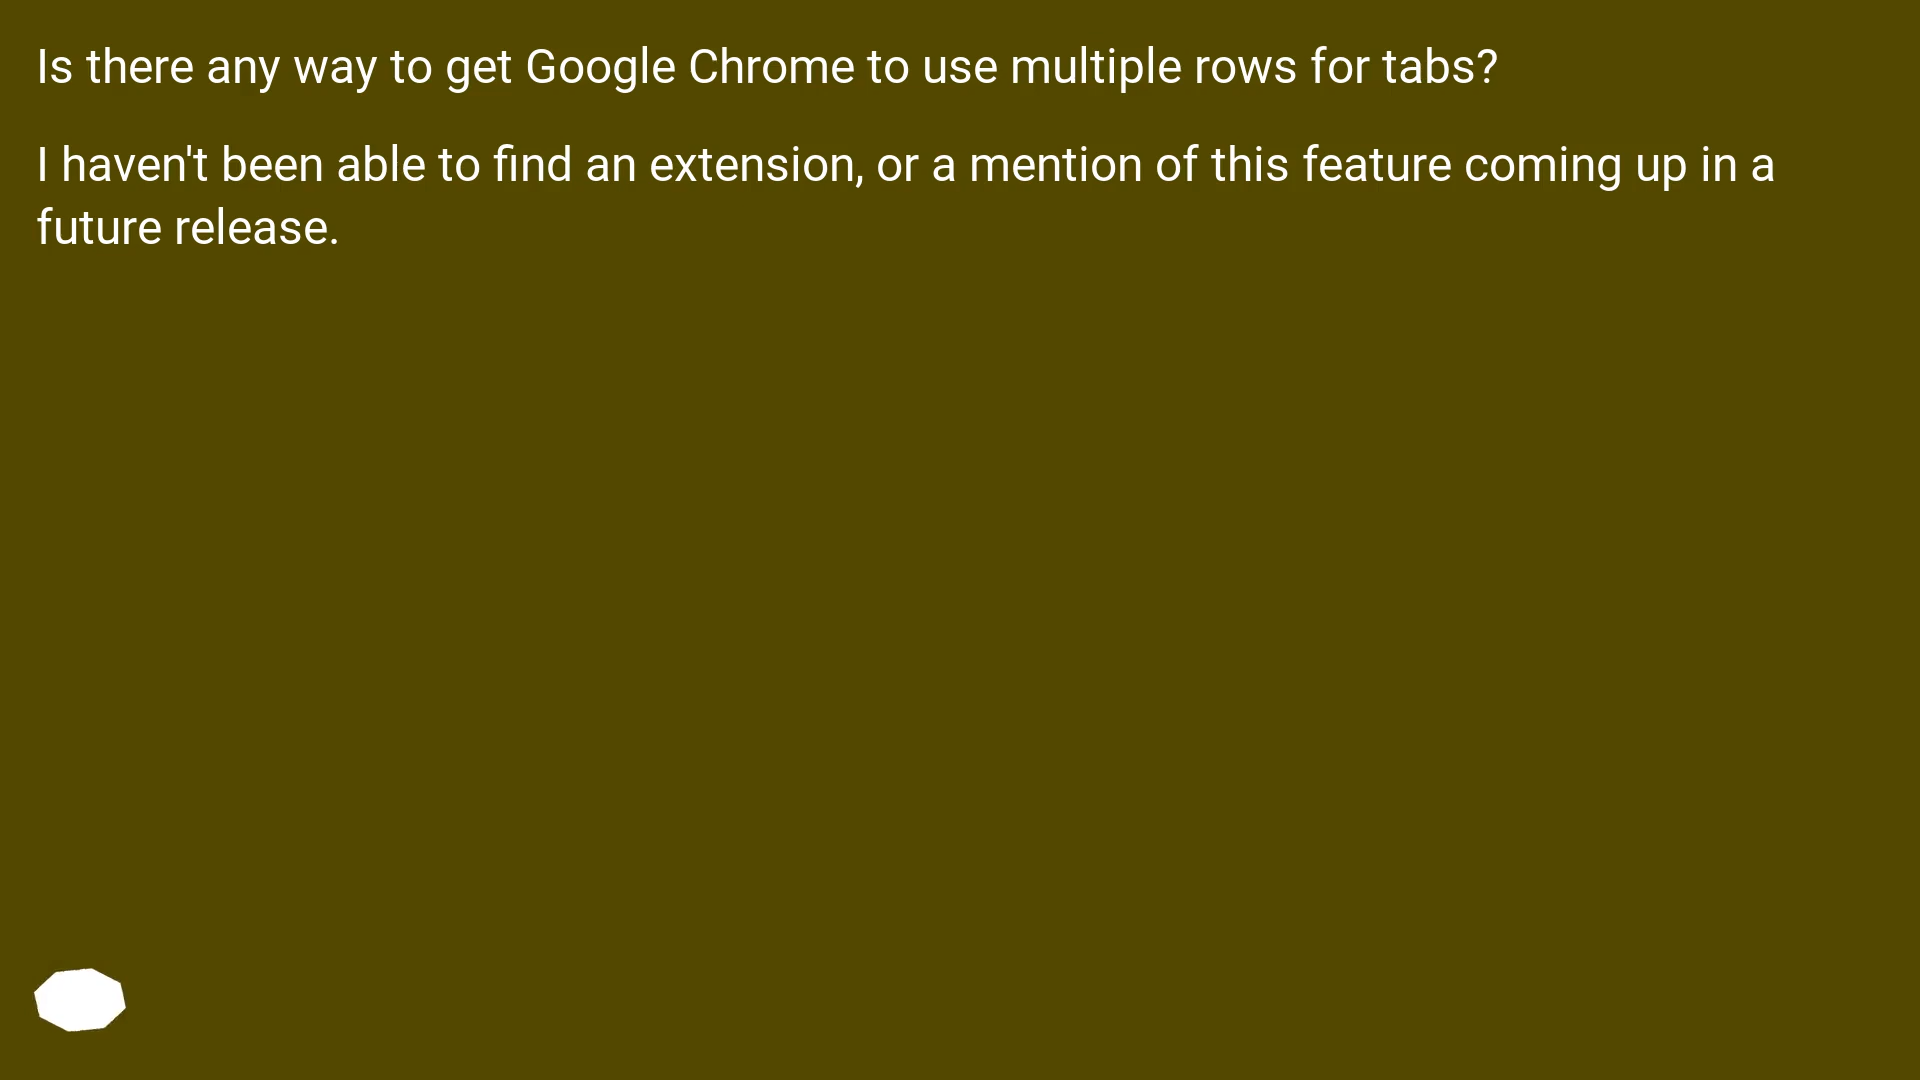 Is there any way to get Google Chrome to use multiple rows for tabs?
I haven't been able to find an extension, or a mention of this feature coming up in a
future release.